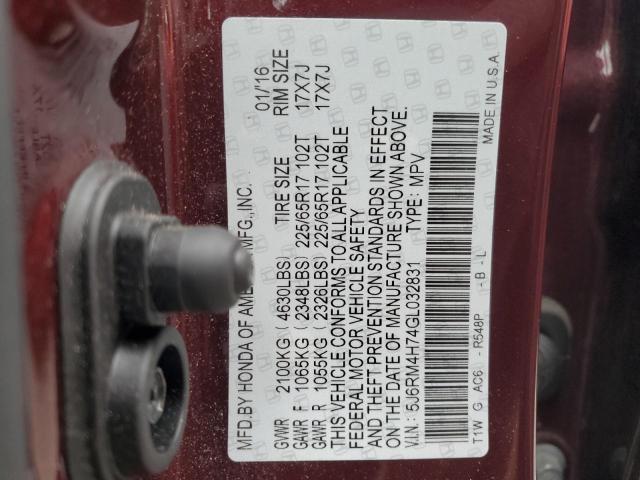 MFD.BY HONDA OF AME MFG.,INC. 01/'16
GVWR 2100KG ( 4630LBS) TIRE SIZE RIM SIZE
GAWR F 1065KG ( 2348LBS) 225/65R17 102T 17X7J
GAWR R 1055KG ( 2326LBS) 225/65R17 102T 17X7J
THIS VEHICLE CONFORMS TO ALL APPLICABLE
FEDERAL MOTOR VEHICLE SAFETY
AND THEFT PREVENTION STANDARDS IN EFFECT
ON THE DATE OF MANUFACTURE SHOWN ABOVE.
V.I.N.: 5J6RM4H74GL032831 TYPE: MPV
T1W G AC6 - R548P - B - L MADE IN U.S.A.